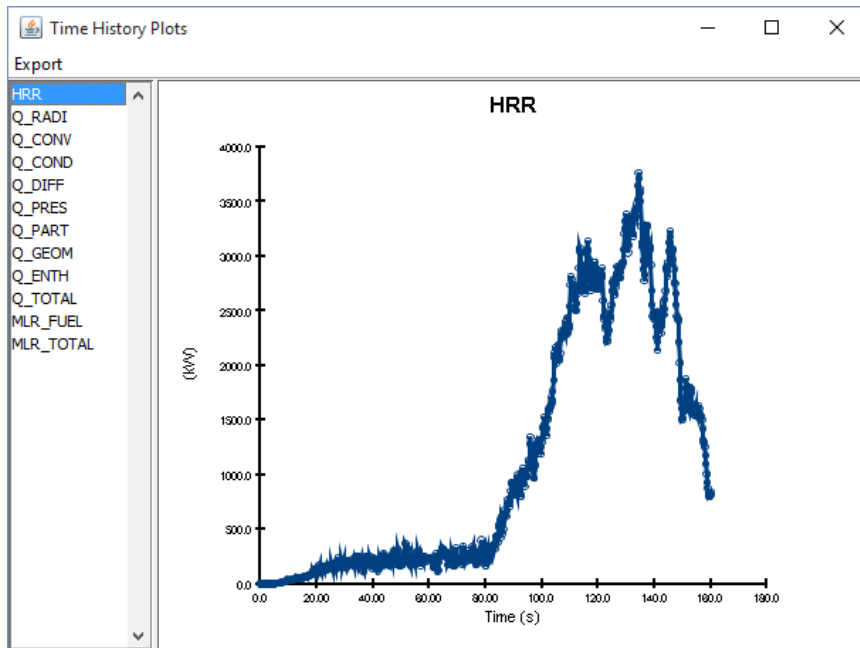 Time History Plots
Export
HRR
Q_RADI
Q_CONV
Q_COND
Q_DIFF
Q_PRES
Q_PART
Q_GEOM
Q_ENTH
Q_TOTAL
MLR_FUEL
MLR_TOTAL
HRR
4000.0
3500.0
3000.0
2500.0
2000.0
1500.0
1000.0
500.0
0.0
(kW)
0.0 20.00 40.00 60.00 80.00 100.0 120.0 140.0 160.0 180.0
Time (s)